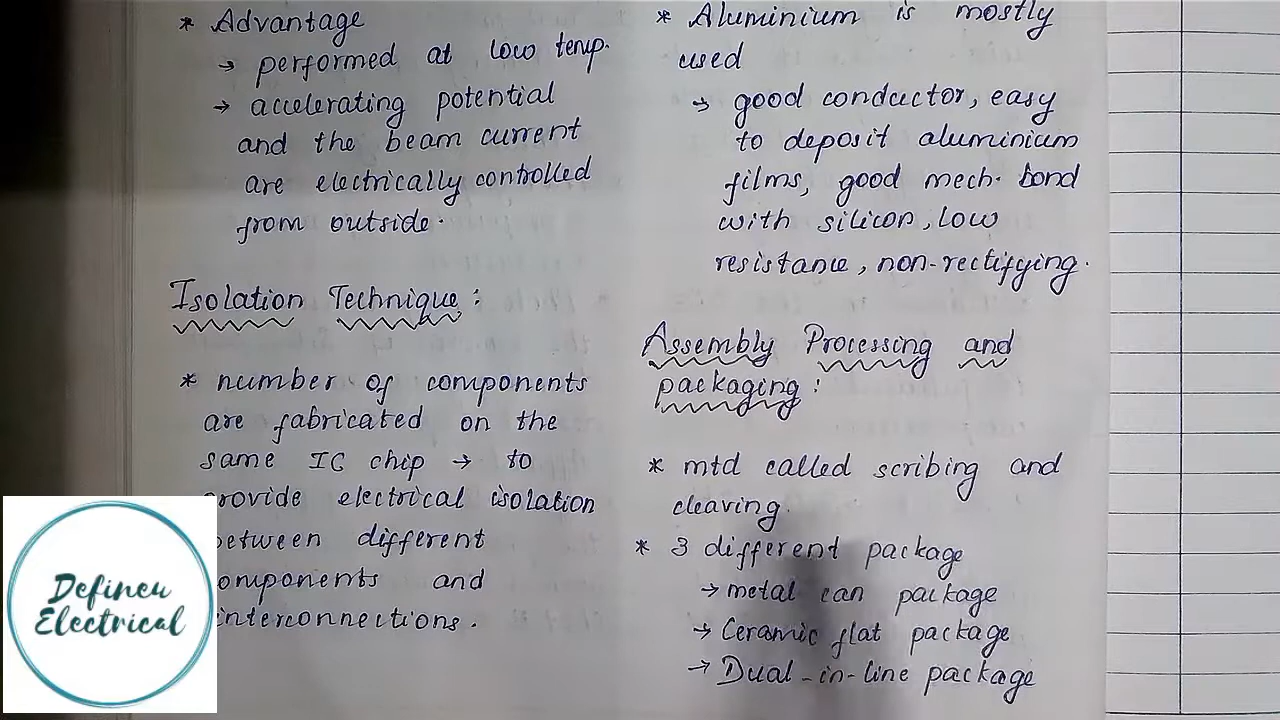 * Advantage
→ performed at low temp.
→ accelerating potential
and the beam current
are electrically controlled
from outside.
Isolation Technique:
* number of components
are fabricated on the
same IC chip → to
provide electrical isolation
between different
components and
interconnections.
* Aluminium is mostly
used
→ good conductor, easy
to deposit aluminium
films, good mech. bond
with silicon, low
resistance, non-rectifying.
Assembly Processing and
packaging:
* mtd called scribing and
cleaving.
* 3 different package
→ metal can package
→ Ceramic flat package
→ Dual-in-line package
Defineu
Electrical